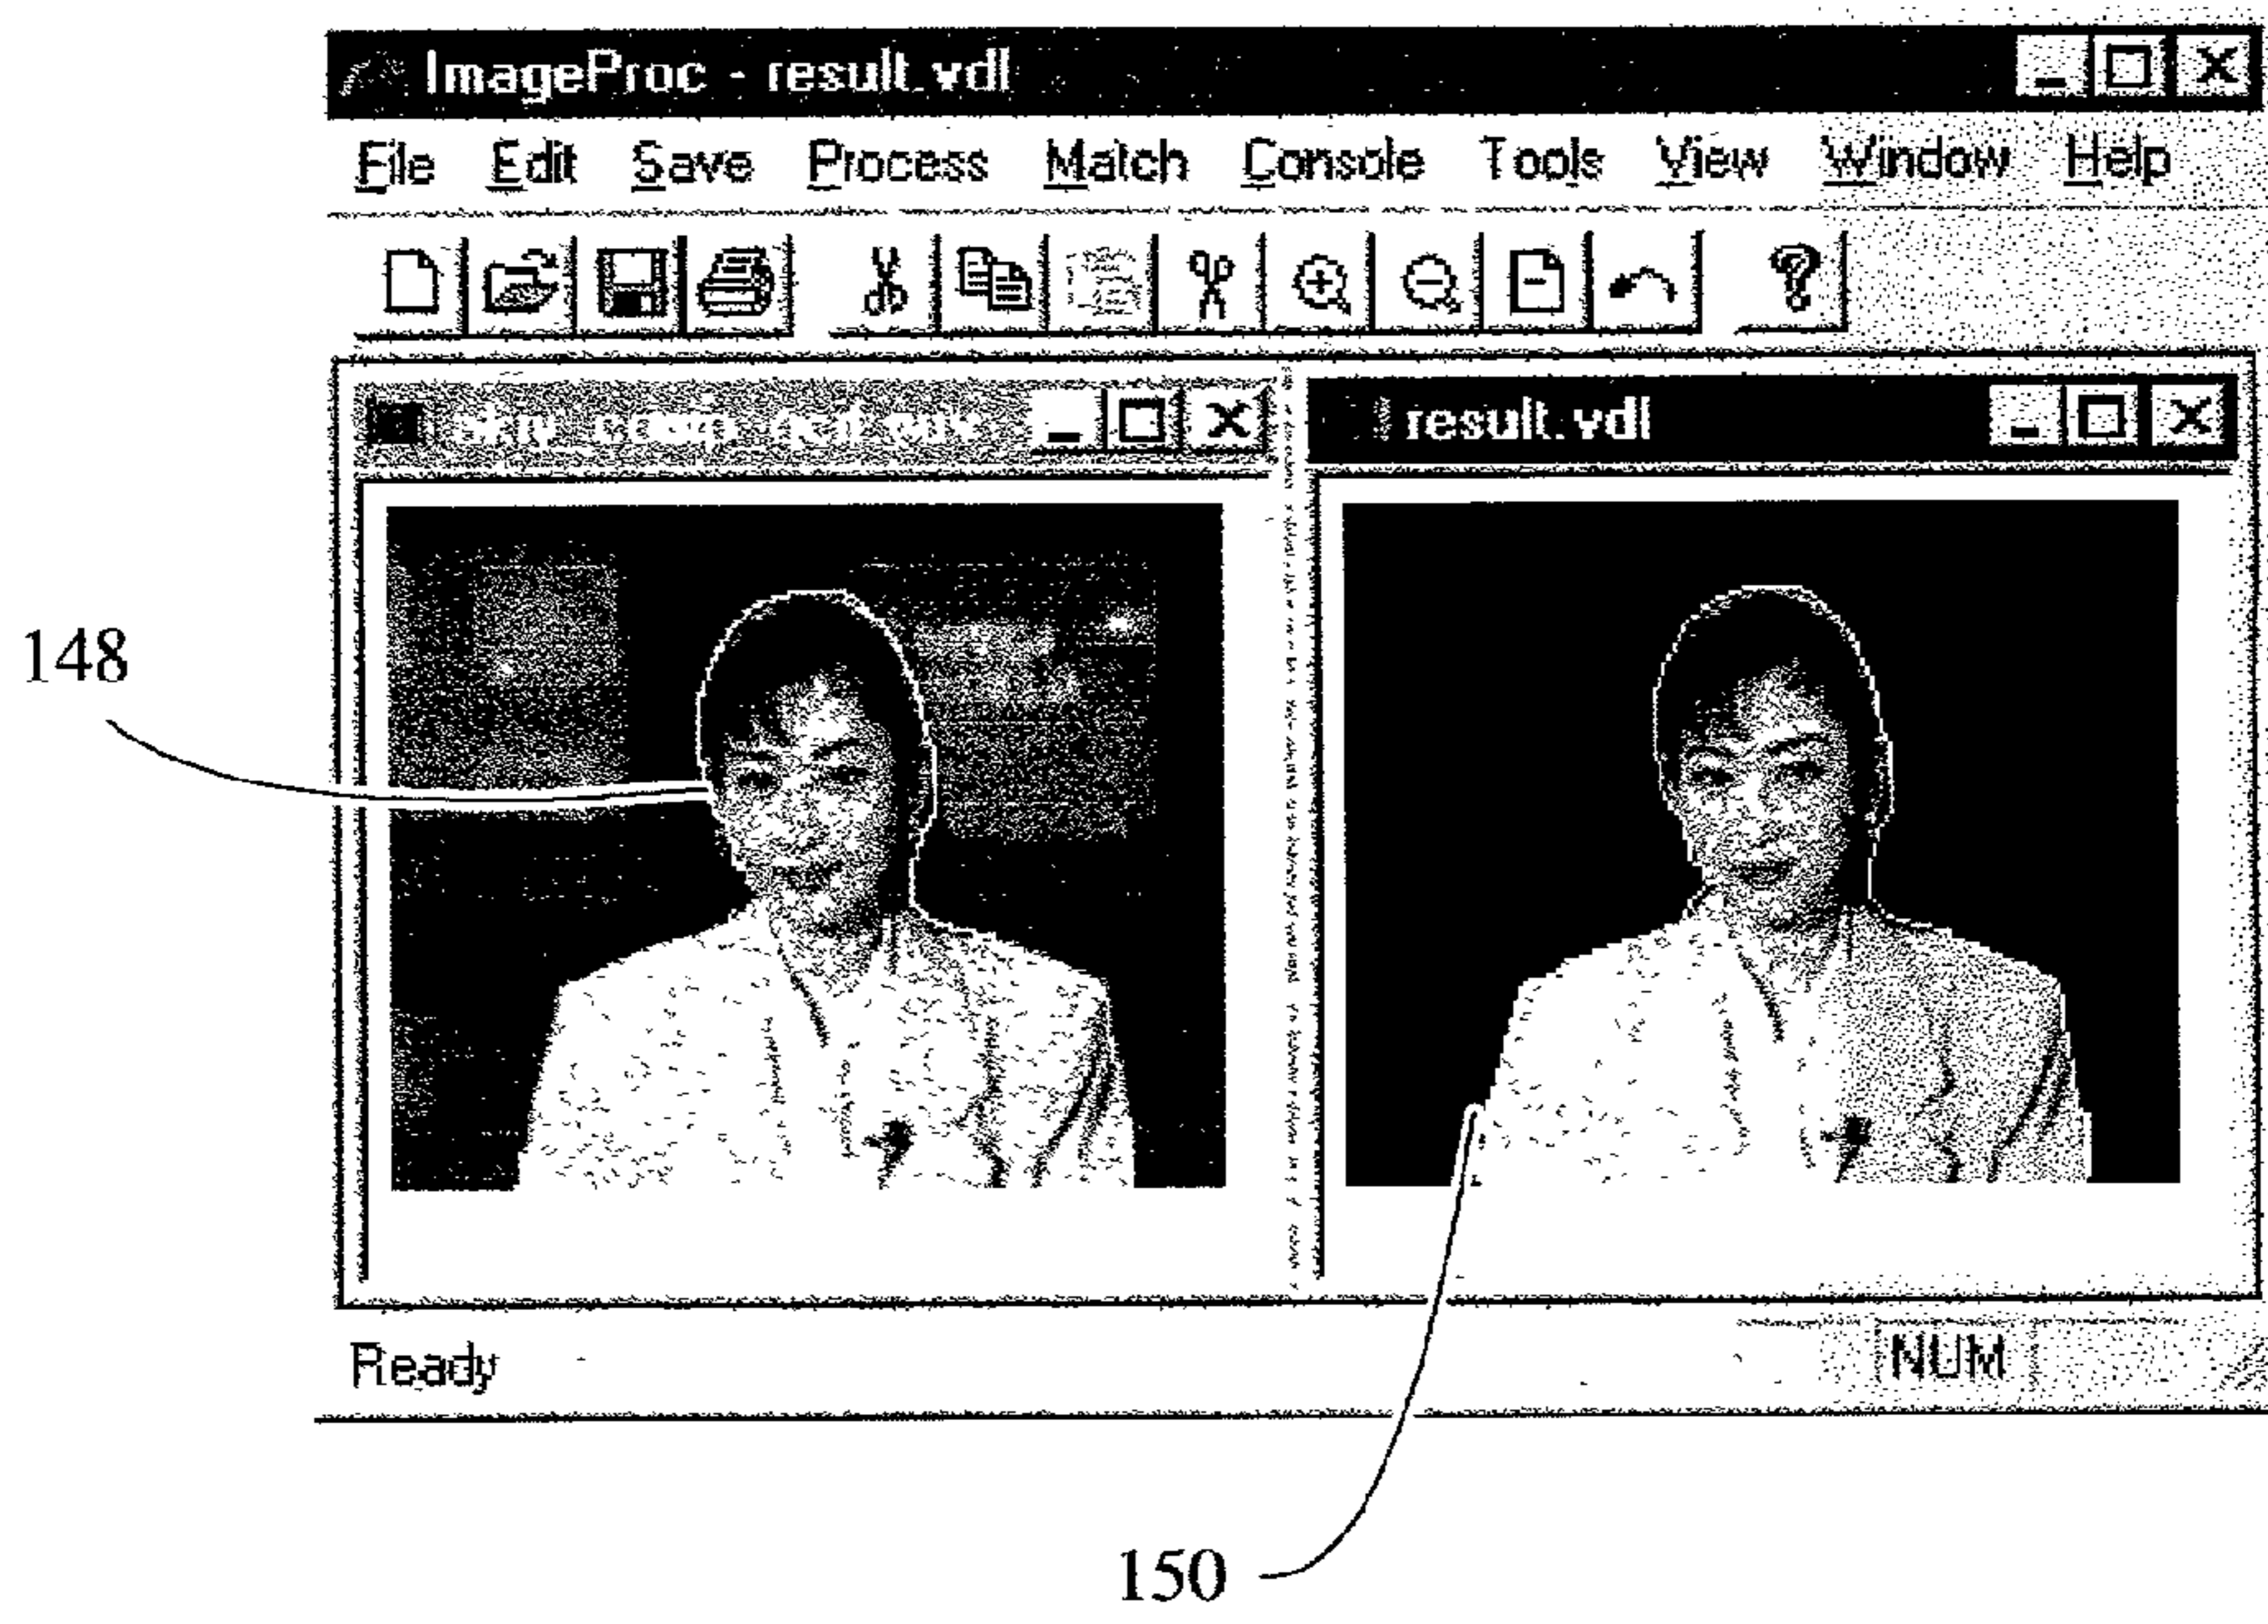 ImageProc - result.vdl
File Edit Save Process Match Console Tools View Window Help
result.vdl
148
Ready
NUM
150